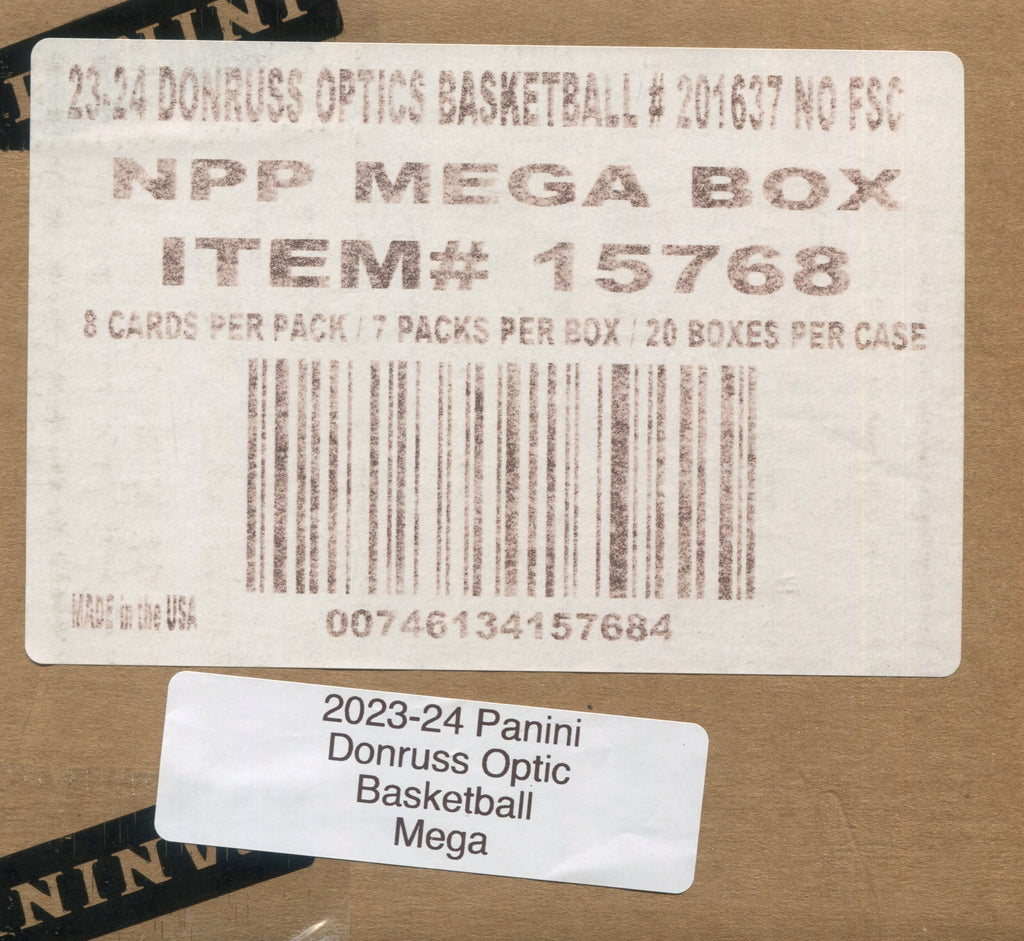 23-24 DONRUSS OPTICS BASKETBALL # 201637 NO FSC
NPP MEGA BOX
ITEM# 15768
8 CARDS PER PACK / 7 PACKS PER BOX / 20 BOXES PER CASE
MADE in the USA
00746134157684
2023-24 Panini
Donruss Optic
Basketball
Mega